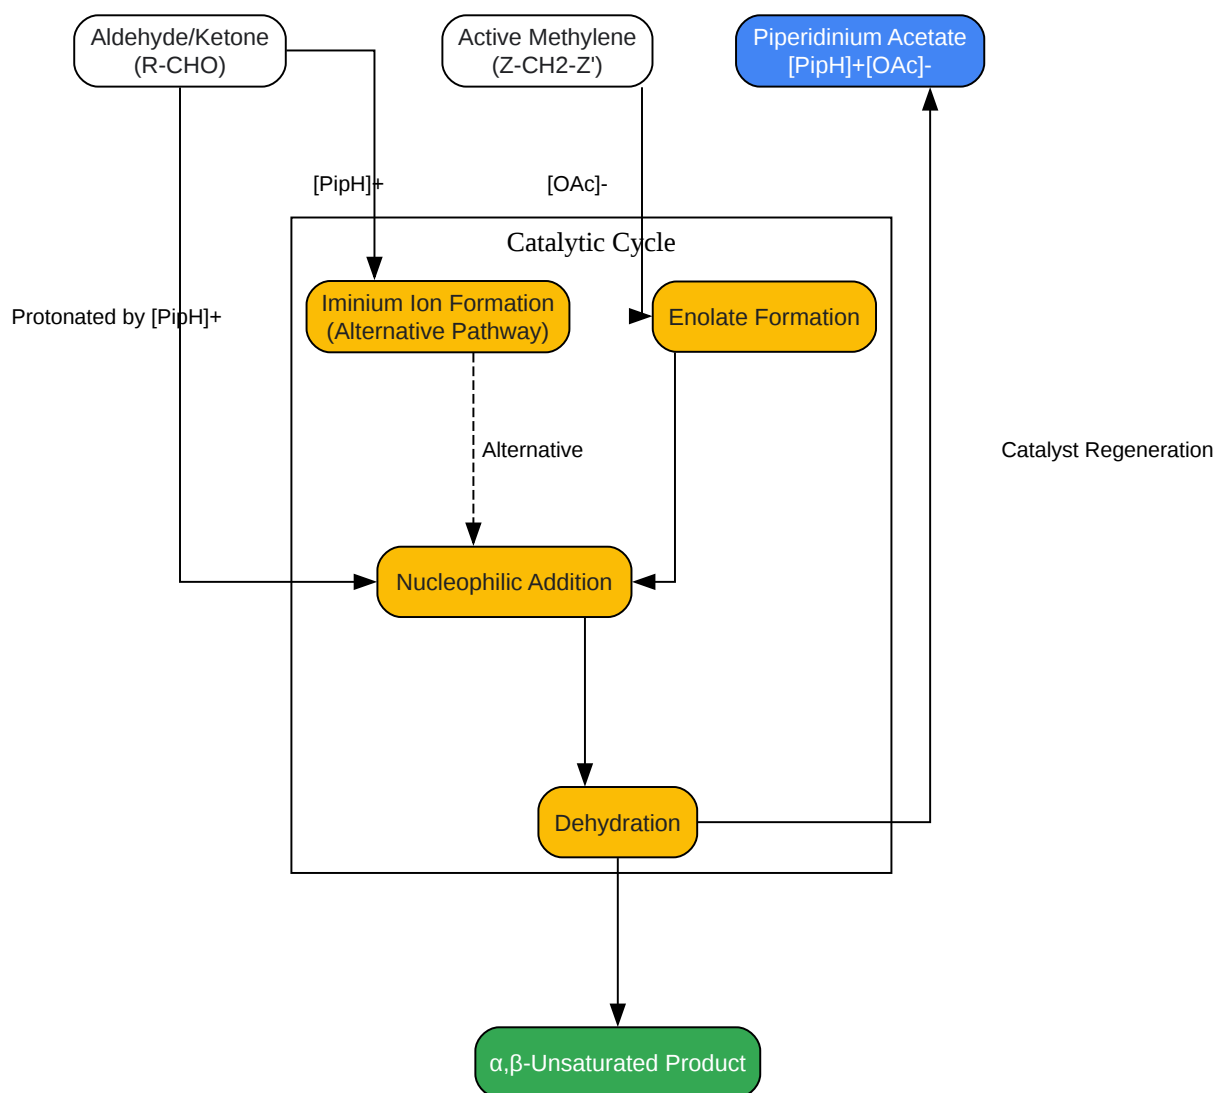 Aldehyde/Ketone
(R-CHO)
Active Methylene
(Z-CH2-Z')
Piperidinium Acetate
[PipH]+[OAc]-
[PipH]+
[OAc]-
Catalytic Cycle
Protonated by [PipH]+
Iminium Ion Formation
(Alternative Pathway)
Enolate Formation
Alternative
Catalyst Regeneration
Nucleophilic Addition
Dehydration
α,β-Unsaturated Product